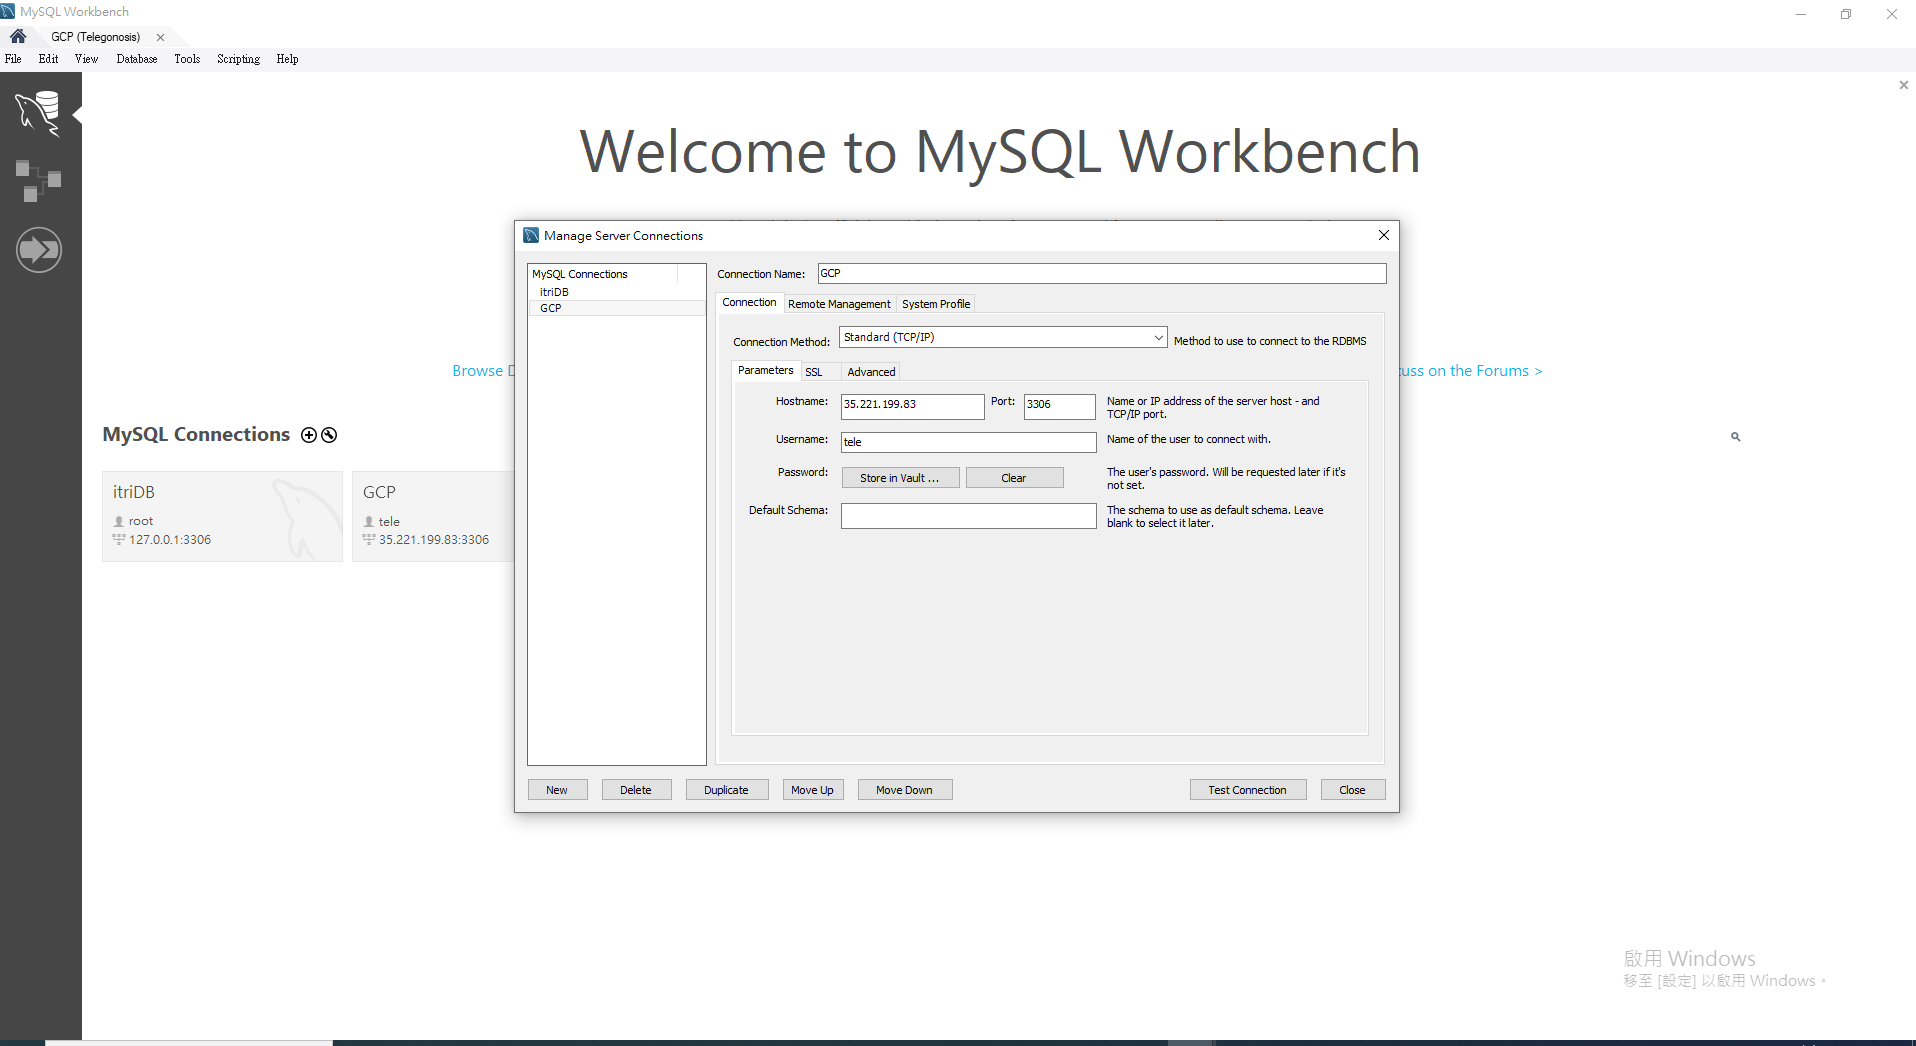 MySQL Workbench
GCP (Telegonosis)
File Edit View Database Tools Scripting Help
Welcome to MySQL Workbench
Manage Server Connections
MySQL Connections
itriDB
GCP
Connection Name: GCP
Connection Remote Management System Profile
Connection Method: Standard (TCP/IP) Method to use to connect to the RDBMS
Parameters SSL Advanced
Hostname: 35.221.199.83 Port: 3306 Name or IP address of the server host - and
TCP/IP port.
Username: tele Name of the user to connect with.
Password: Store in Vault ... Clear The user's password. Will be requested later if it's
not set.
Default Schema: The schema to use as default schema. Leave
blank to select it later.
New Delete Duplicate Move Up Move Down Test Connection Close
Browse
on the Forums >
MySQL Connections
itriDB
root
127.0.0.1:3306
GCP
tele
35.221.199.83:3306
啟用 Windows
移至 [設定] 以啟用 Windows。